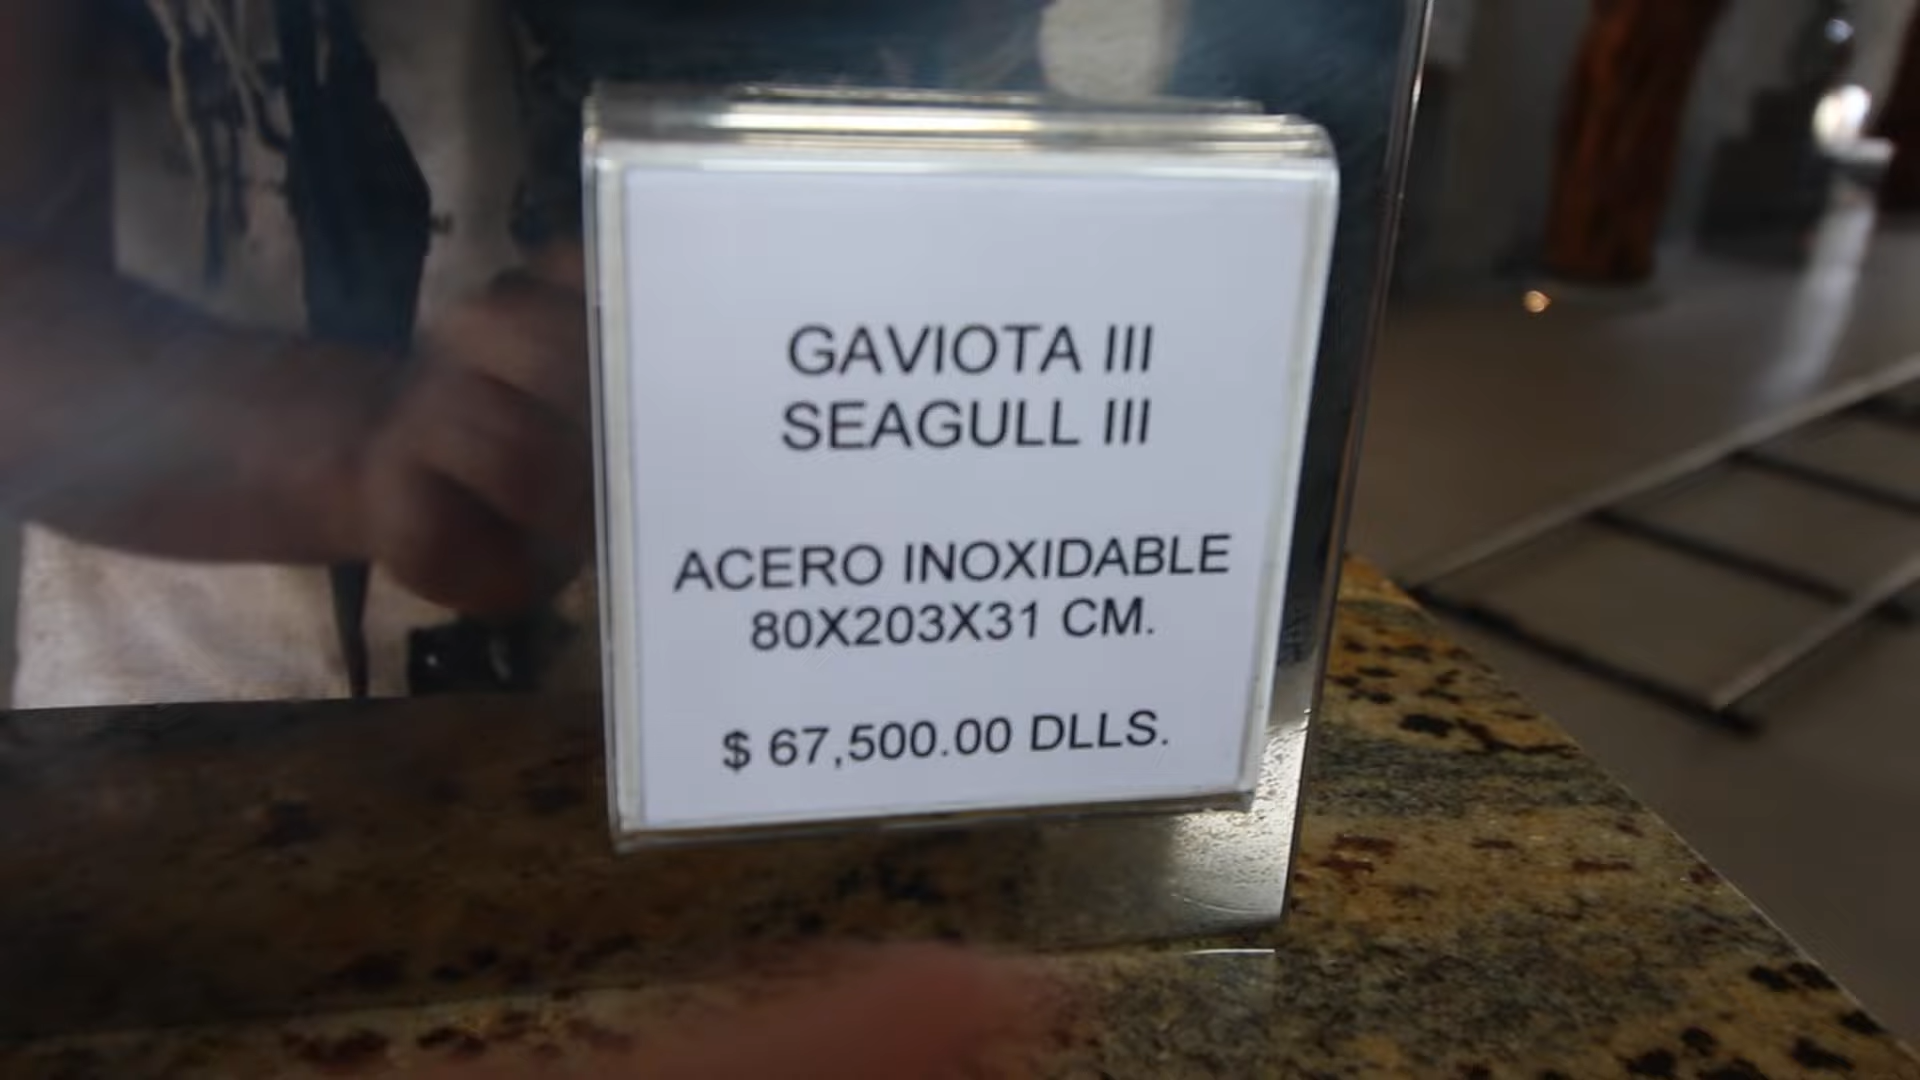 GAVIOTA III
SEAGULL III
ACERO INOXIDABLE
80X203X31 CM.
$ 67,500.00 DLLS.